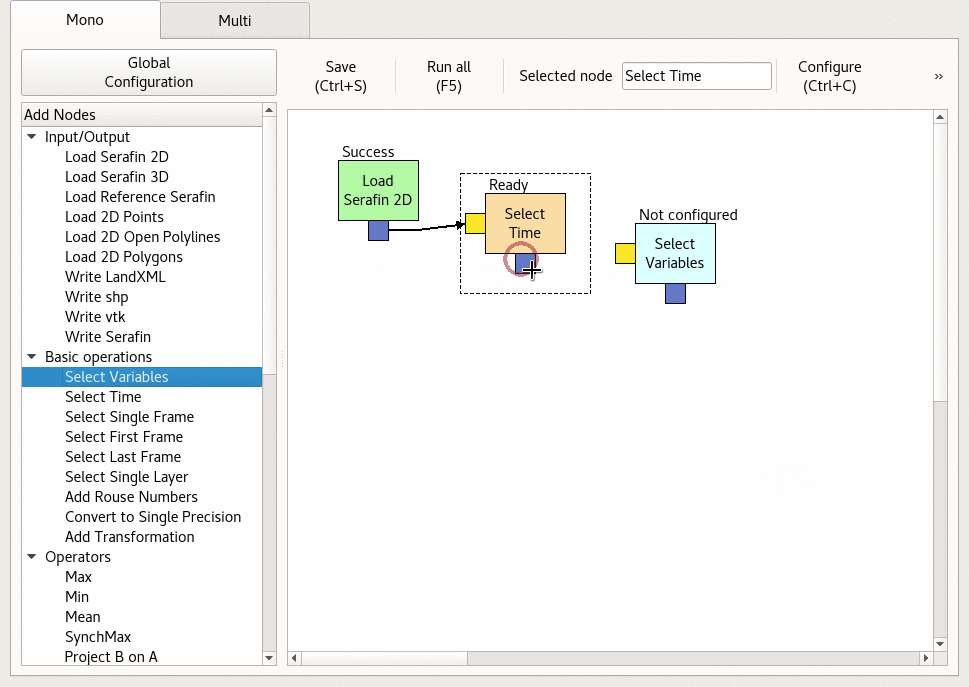 Mono
Multi
Global
Configuration
Save
(Ctrl+S)
Run all
(F5)
Selected node
Select Time
Configure
(Ctrl+C)
»
Add Nodes
Input/Output
Load Serafin 2D
Load Serafin 3D
Load Reference Serafin
Load 2D Points
Load 2D Open Polylines
Load 2D Polygons
Write LandXML
Write shp
Write vtk
Write Serafin
Basic operations
Select Variables
Select Time
Select Single Frame
Select First Frame
Select Last Frame
Select Single Layer
Add Rouse Numbers
Convert to Single Precision
Add Transformation
Operators
Max
Min
Mean
SynchMax
Project B on A
Success
Load
Serafin 2D
Ready
Select
Time
Not configured
Select
Variables